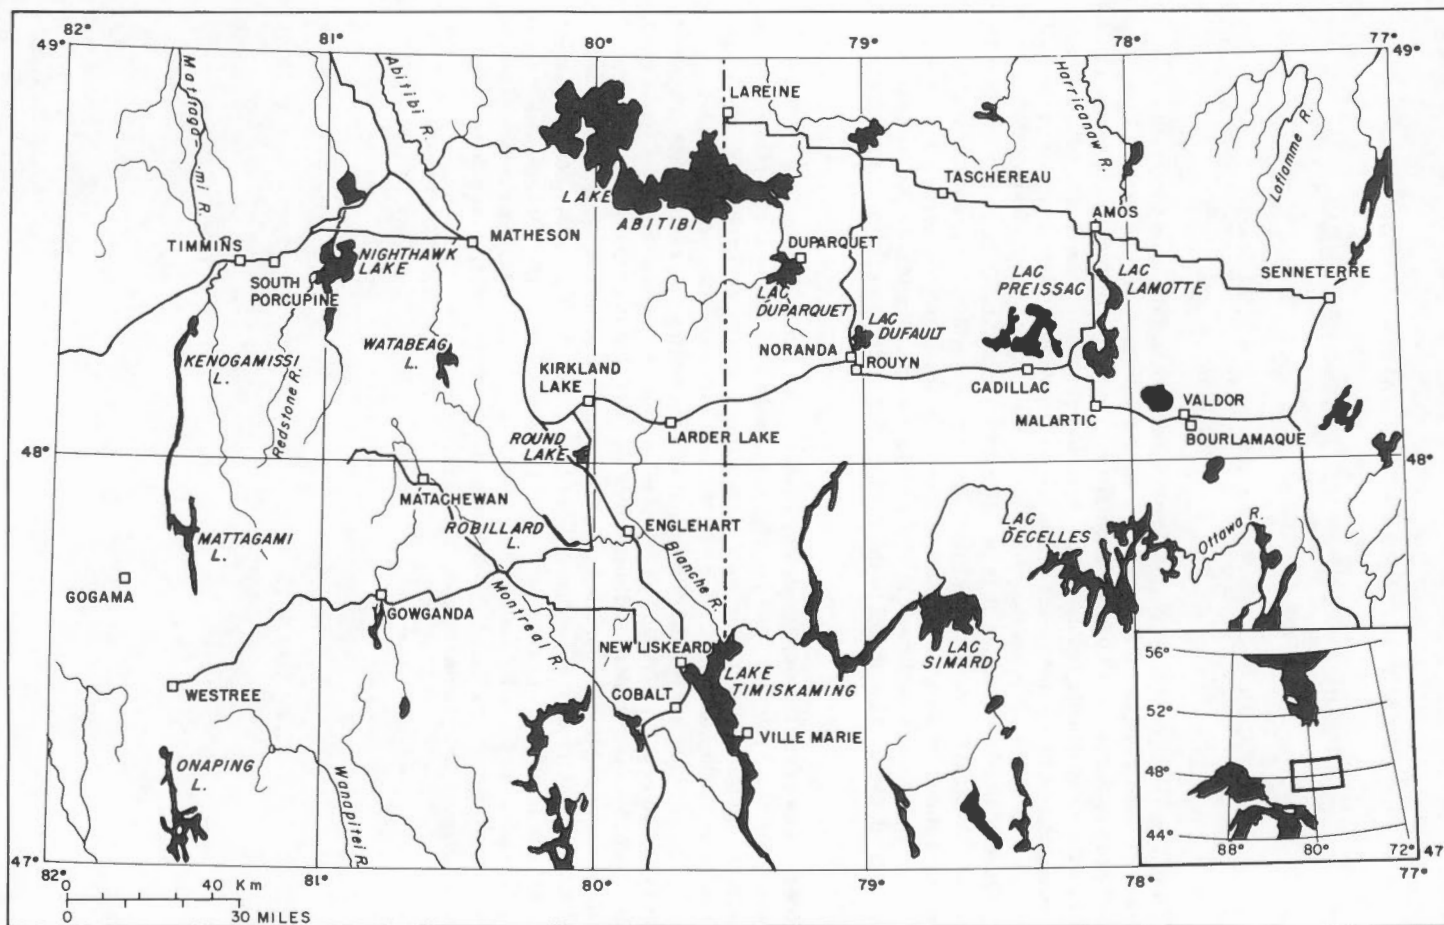 82°
81°
80°
79°
78°
77°
49°
49°
Mattaga-mi R.
Abitibi R.
LAREINE
Harricanaw R.
Laflamme R.
TASCHEREAU
LAKE
ABITIBI
AMOS
TIMMINS
MATHESON
DUPARQUET
NIGHTHAWK
LAKE
SOUTH
PORCUPINE
LAC
PREISSAC
LAC
LAMOTTE
SENNETERRE
LAC
DUPARQUET
LAC
DUFAULT
KENOGAMISSI
L.
WATABEAG
L.
NORANDA
ROUYN
Redstone R.
KIRKLAND
LAKE
CADILLAC
MALARTIC
VALDOR
BOURLAMAQUE
ROUND
LAKE
LARDER LAKE
48°
48°
MATACHEWAN
ROBILLARD
L.
ENGLEHART
MATTAGAMI
L.
LAC
DECELLES
Ottawa R.
Blanche R.
GOGAMA
GOWGANDA
Montreal R.
NEW LISKEARD
LAC
SIMARD
LAKE
TIMISKAMING
WESTREE
COBALT
VILLE MARIE
ONAPING
L.
Wanapitei R.
56°
52°
48°
44°
88°
80°
72°
47°
47°
82°
81°
80°
79°
78°
77°
0 40 Km
0 30 MILES